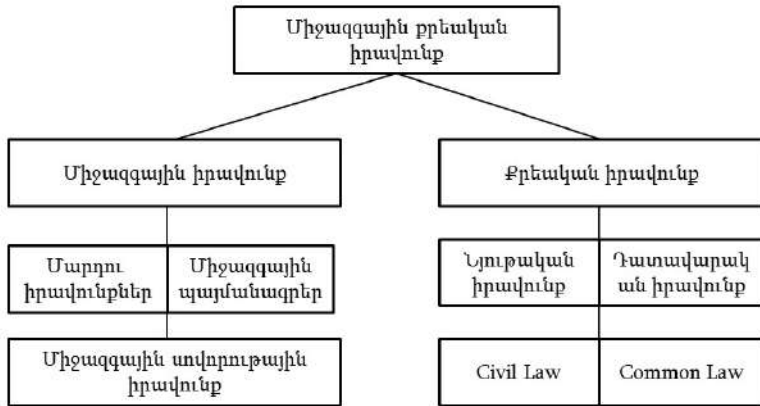 Միջազգային քրեական
իրավունք
Միջազգային իրավունք
Քրեական իրավունք
Մարդու
իրավունքներ
Միջազգային
պայմանագրեր
Նյութական
իրավունք
Դատավարակ
ան իրավունք
Միջազգային սովորութային
իրավունք
Civil Law
Common Law